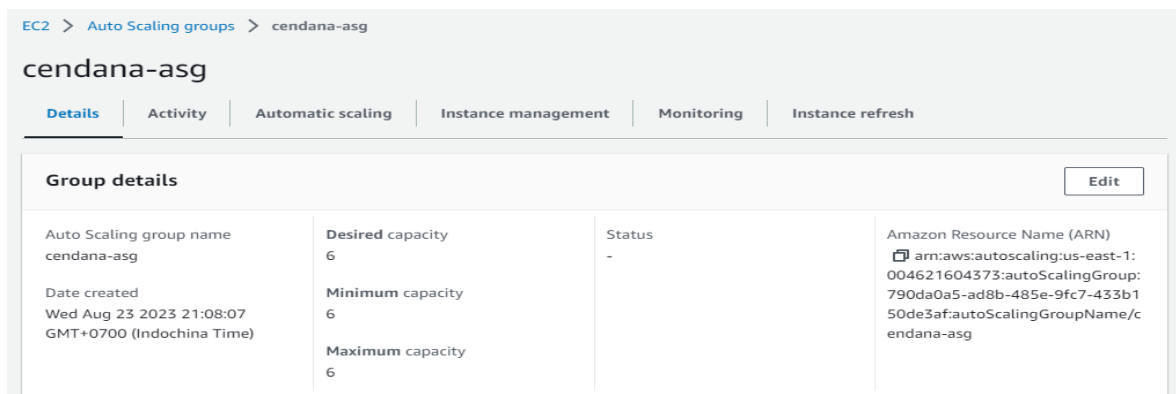 EC2 > Auto Scaling groups > cendana-asg
cendana-asg
Details
Activity
Automatic scaling
Instance management
Monitoring
Instance refresh
Group details
Edit
Auto Scaling group name
cendana-asg
Date created
Wed Aug 23 2023 21:08:07
GMT+0700 (Indochina Time)
Desired capacity
6
Minimum capacity
6
Maximum capacity
6
Status
-
Amazon Resource Name (ARN)
arn:aws:autoscaling:us-east-1:
004621604373:autoScalingGroup:
790da0a5-ad8b-485e-9fc7-433b1
50de3af:autoScalingGroupName/c
endana-asg